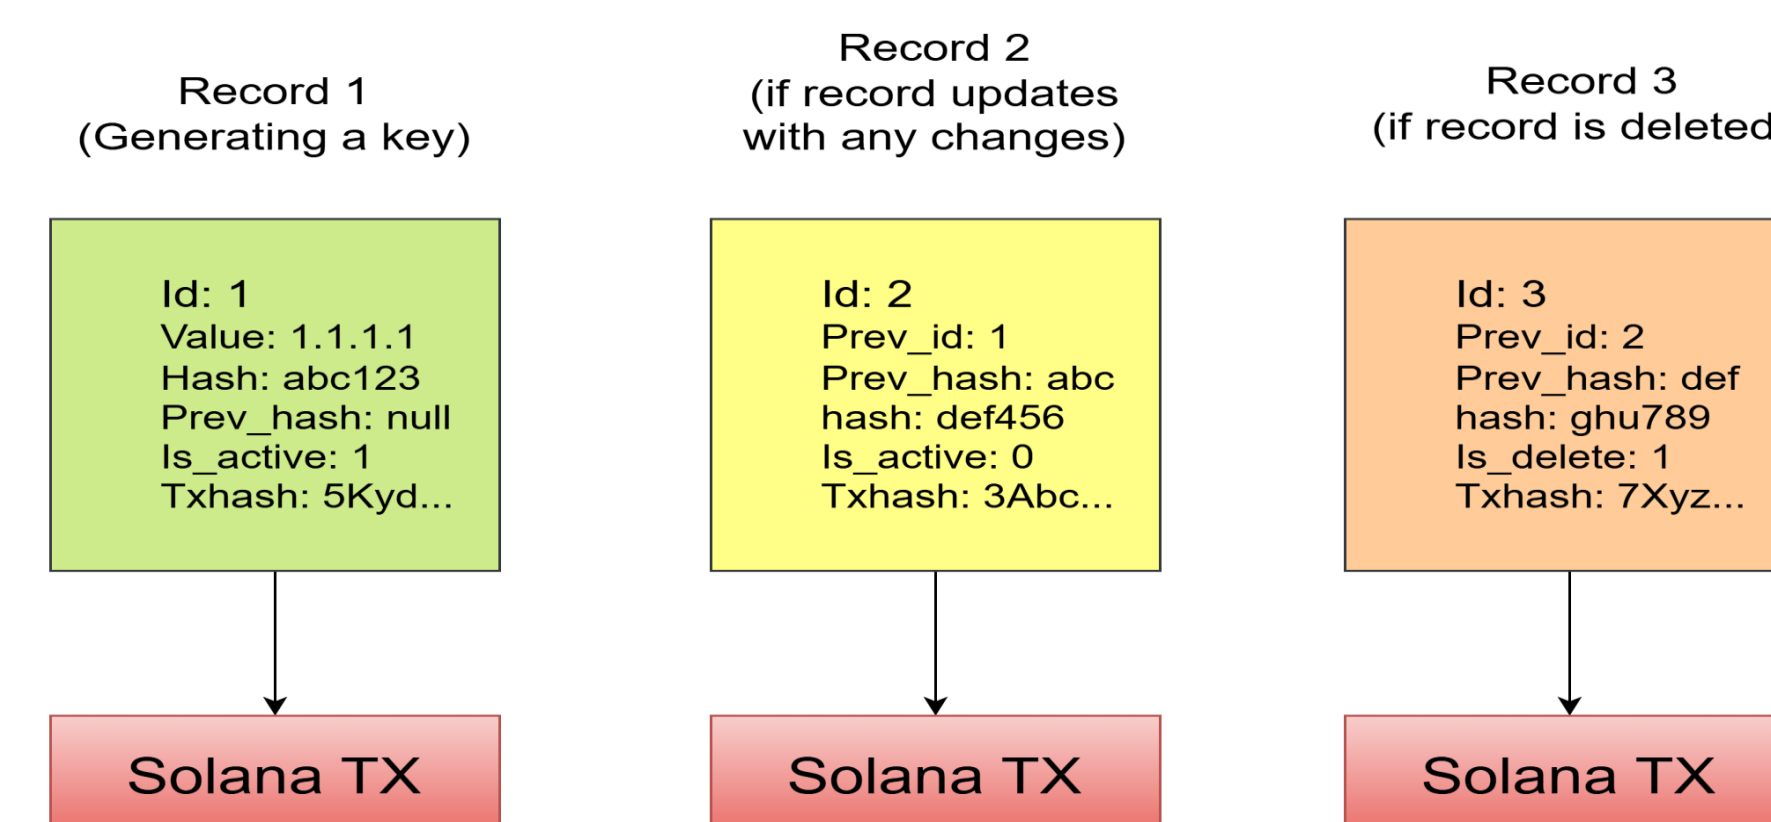 Record 1
(Generating a key)
Record 2
(if record updates
with any changes)
Record 3
(if record is deleted
Id: 1
Value: 1.1.1.1
Hash: abc123
Prev_hash: null
Is_active: 1
Txhash: 5Kyd...
Id: 2
Prev_id: 1
Prev_hash: abc
hash: def456
Is_active: 0
Txhash: 3Abc...
Id: 3
Prev_id: 2
Prev_hash: def
hash: ghu789
Is_delete: 1
Txhash: 7Xyz...
Solana TX
Solana TX
Solana TX